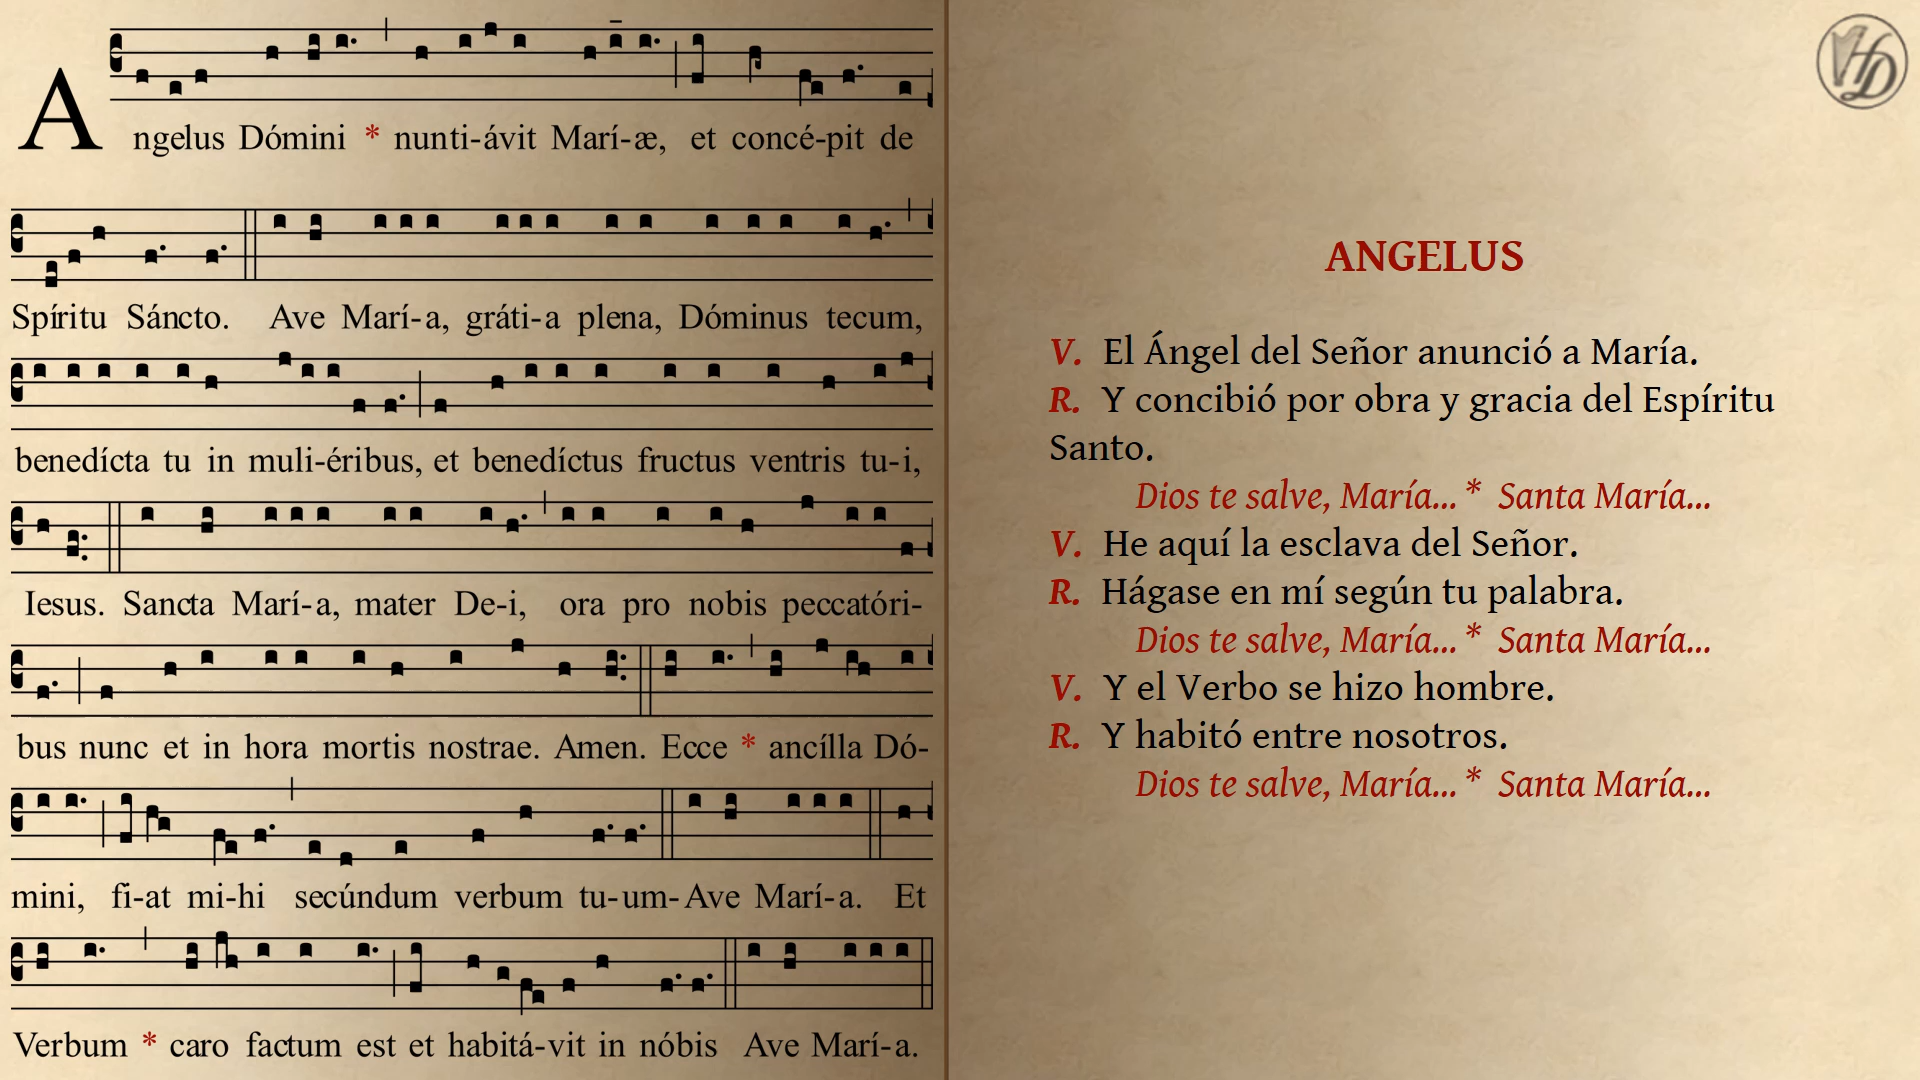 Angelus Dómini * nunti-ávit Marí-æ, et concé-pit de
Spíritu Sáncto. Ave Marí-a, gráti-a plena, Dóminus tecum,
benedícta tu in muli-éribus, et benedíctus fructus ventris tu-i,
Iesus. Sancta Marí-a, mater De-i, ora pro nobis peccatóri-
bus nunc et in hora mortis nostrae. Amen. Ecce * ancílla Dó-
mini, fi-at mi-hi secúndum verbum tu-um- Ave Marí-a. Et
Verbum * caro factum est et habitá-vit in nóbis Ave Marí-a.
HD
ANGELUS
V. El Ángel del Señor anunció a María.
R. Y concibió por obra y gracia del Espíritu
Santo.
Dios te salve, María... * Santa María...
V. He aquí la esclava del Señor.
R. Hágase en mí según tu palabra.
Dios te salve, María... * Santa María...
V. Y el Verbo se hizo hombre.
R. Y habitó entre nosotros.
Dios te salve, María... * Santa María...